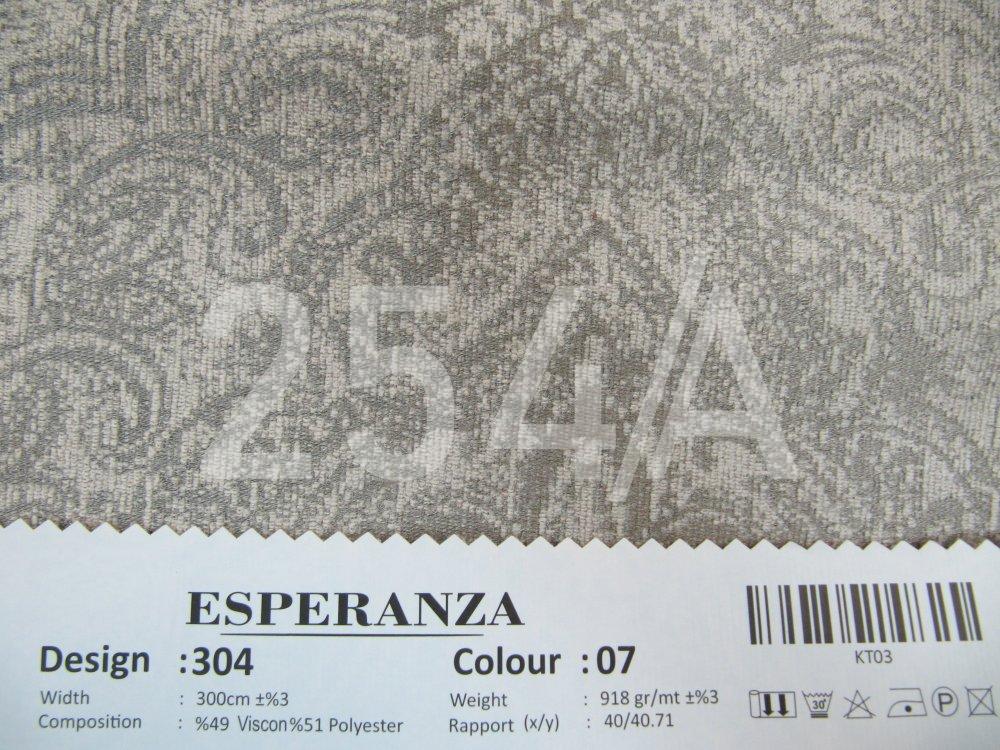 254/A
ESPERANZA
Design :304
Colour :07
KT03
Width : 300cm ±%3
Weight : 918 gr/mt ±%3
Composition : %49 Viscon%51 Polyester
Rapport (x/y) : 40/40.71
30
P